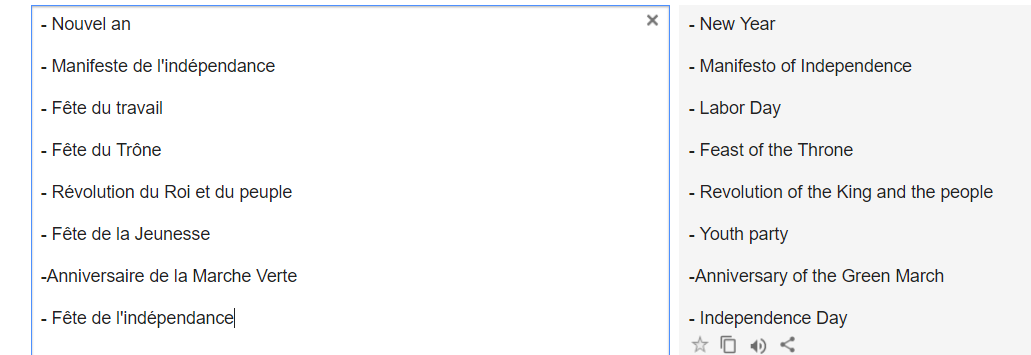 - Nouvel an
- Manifeste de l'indépendance
- Fête du travail
- Fête du Trône
- Révolution du Roi et du peuple
- Fête de la Jeunesse
-Anniversaire de la Marche Verte
- Fête de l'indépendance
- New Year
- Manifesto of Independence
- Labor Day
- Feast of the Throne
- Revolution of the King and the people
- Youth party
-Anniversary of the Green March
- Independence Day